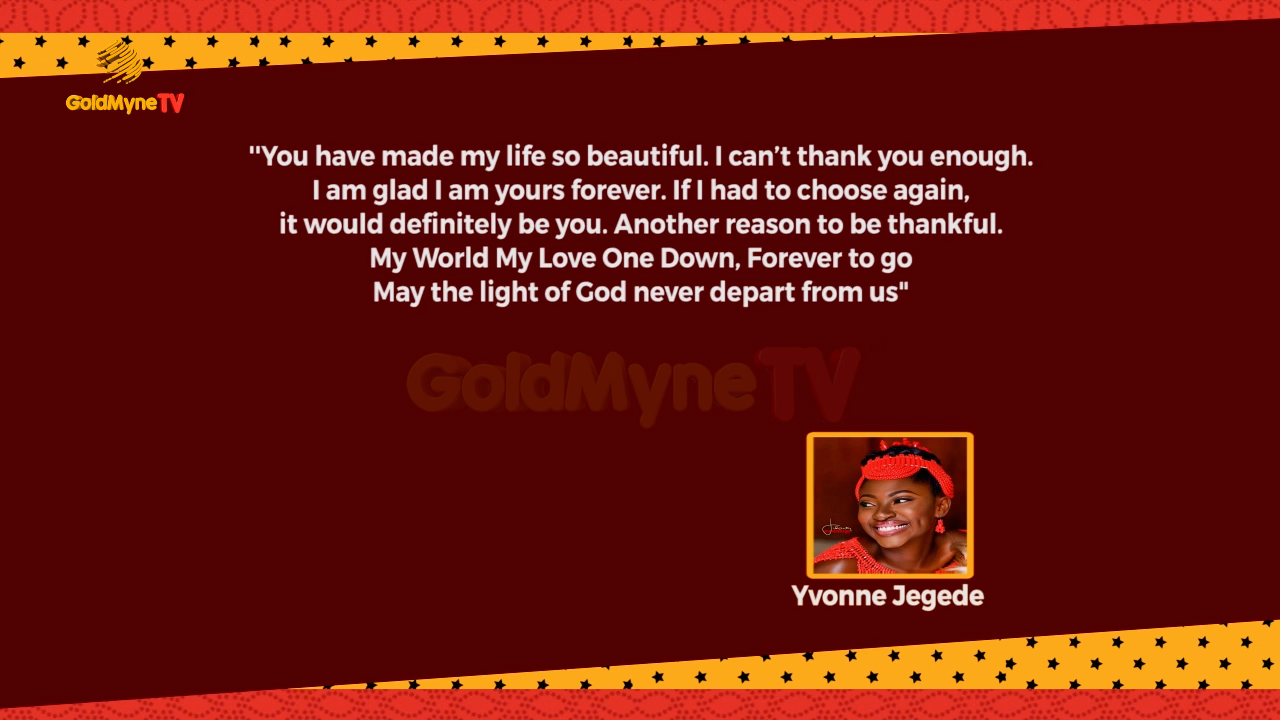 GoldMyneTV
"You have made my life so beautiful. I can’t thank you enough.
I am glad I am yours forever. If I had to choose again,
it would definitely be you. Another reason to be thankful.
My World My Love One Down, Forever to go
May the light of God never depart from us"
GoldMyneTV
Yvonne Jegede